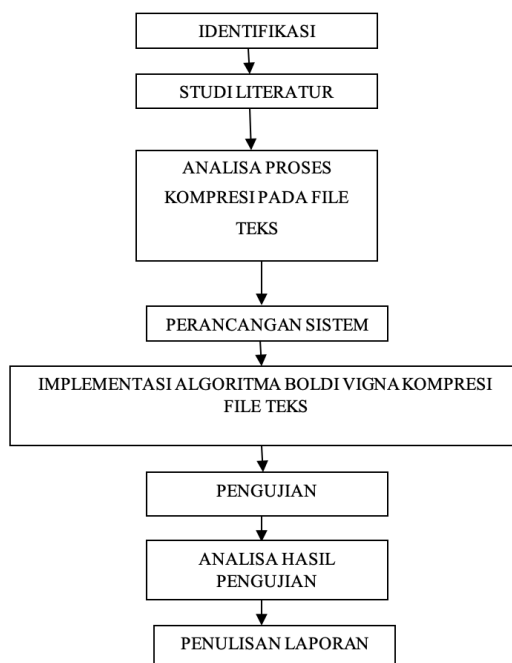 IDENTIFIKASI
STUDI LITERATUR
ANALISA PROSES
KOMPRESI PADA FILE
TEKS
PERANCANGAN SISTEM
IMPLEMENTASI ALGORITMA BOLDI VIGNA KOMPRESI
FILE TEKS
PENGUJIAN
ANALISA HASIL
PENGUJIAN
PENULISAN LAPORAN